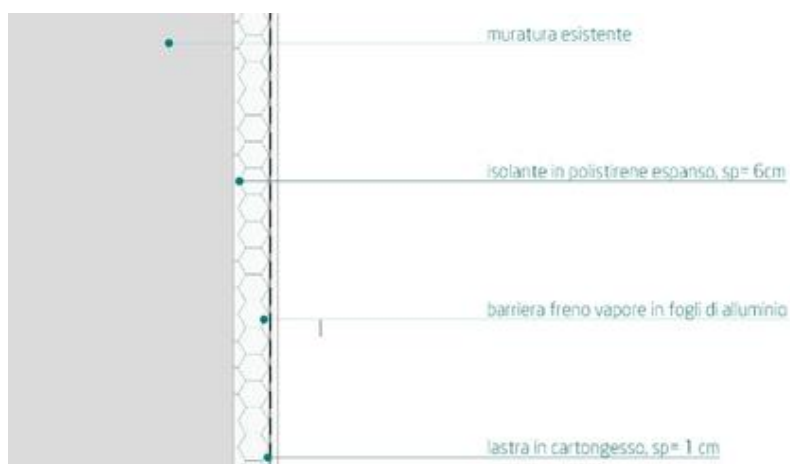 muratura esistente
isolante in polistirene espanso, sp= 6cm
barriera freno vapore in fogli di alluminio
lastra in cartongesso, sp= 1 cm